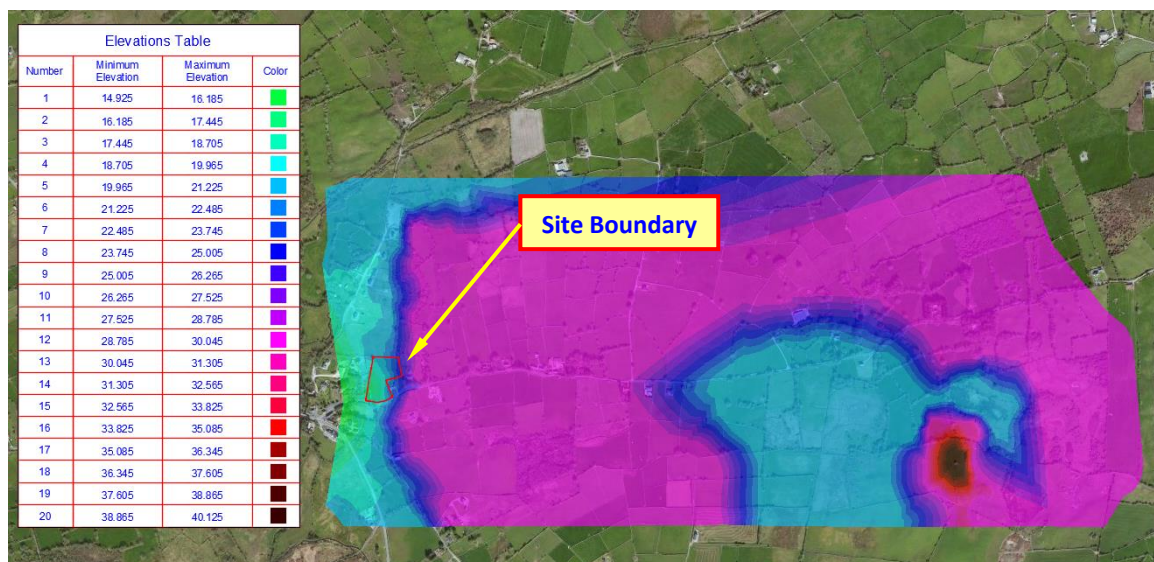 Elevations Table
Number Minimum Elevation Maximum Elevation Color
1 14.925 16.185
2 16.185 17.445
3 17.445 18.705
4 18.705 19.965
5 19.965 21.225
6 21.225 22.485
7 22.485 23.745
8 23.745 25.005
9 25.005 26.265
10 26.265 27.525
11 27.525 28.785
12 28.785 30.045
13 30.045 31.305
14 31.305 32.565
15 32.565 33.825
16 33.825 35.085
17 35.085 36.345
18 36.345 37.605
19 37.605 38.865
20 38.865 40.125
Site Boundary